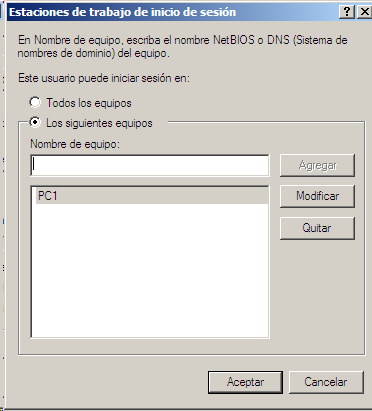 Estaciones de trabajo de inicio de sesión
En Nombre de equipo, escriba el nombre NetBIOS o DNS (Sistema de
nombres de dominio) del equipo.
Este usuario puede iniciar sesión en:
Todos los equipos
Los siguientes equipos
Nombre de equipo:
Agregar
PC1
Modificar
Quitar
Aceptar
Cancelar